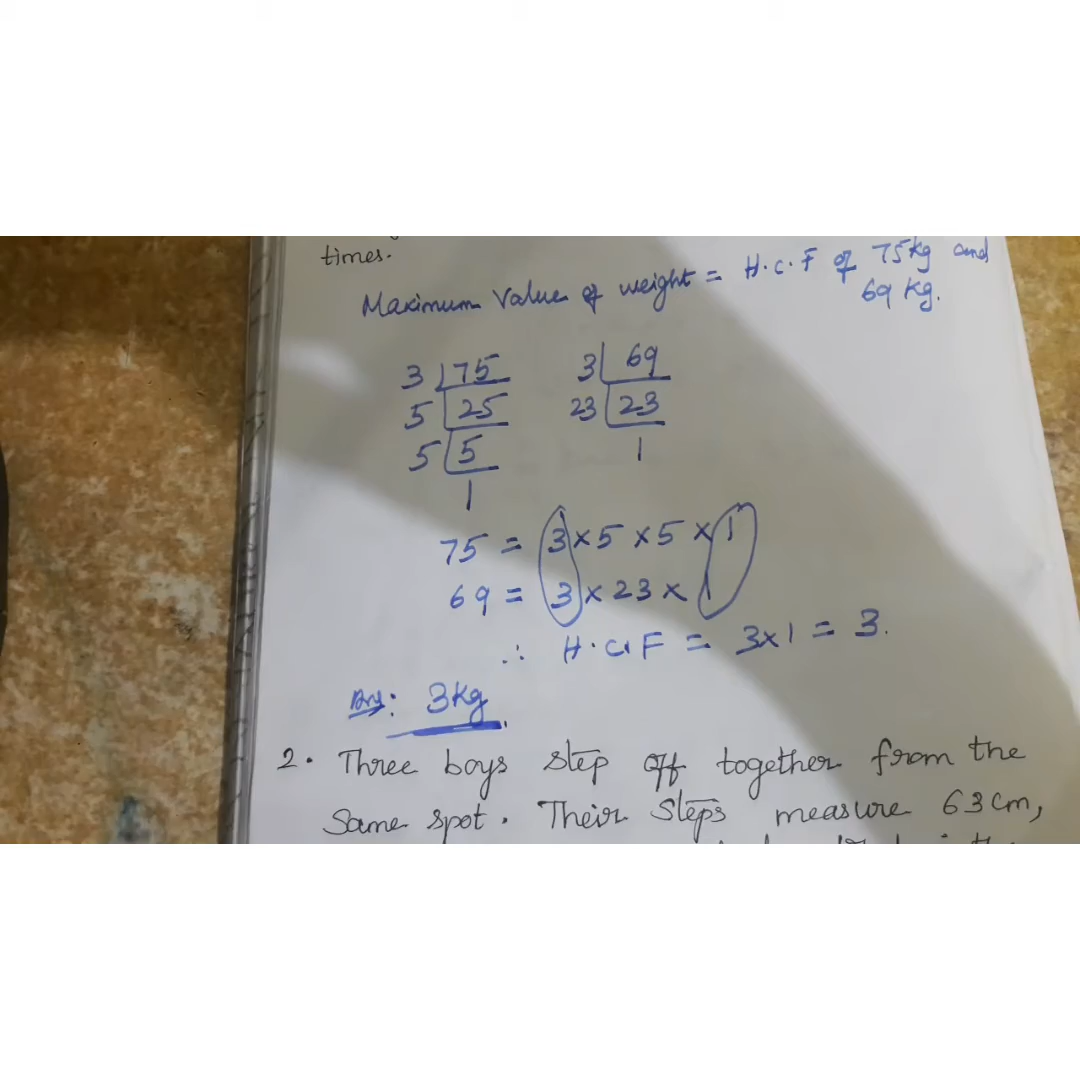 times.
Maximum Value of weight = H.C.F of 75kg and
69 kg.
3 75 3 69
5 25 23 23
5 5 1
1
75 = 3 × 5 × 5 × 1
69 = 3 × 23 × 1
∴ H.C.F = 3×1 = 3.
Ans: 3kg.
2. Three boys step off together from the
Same spot. Their steps measure 63cm,